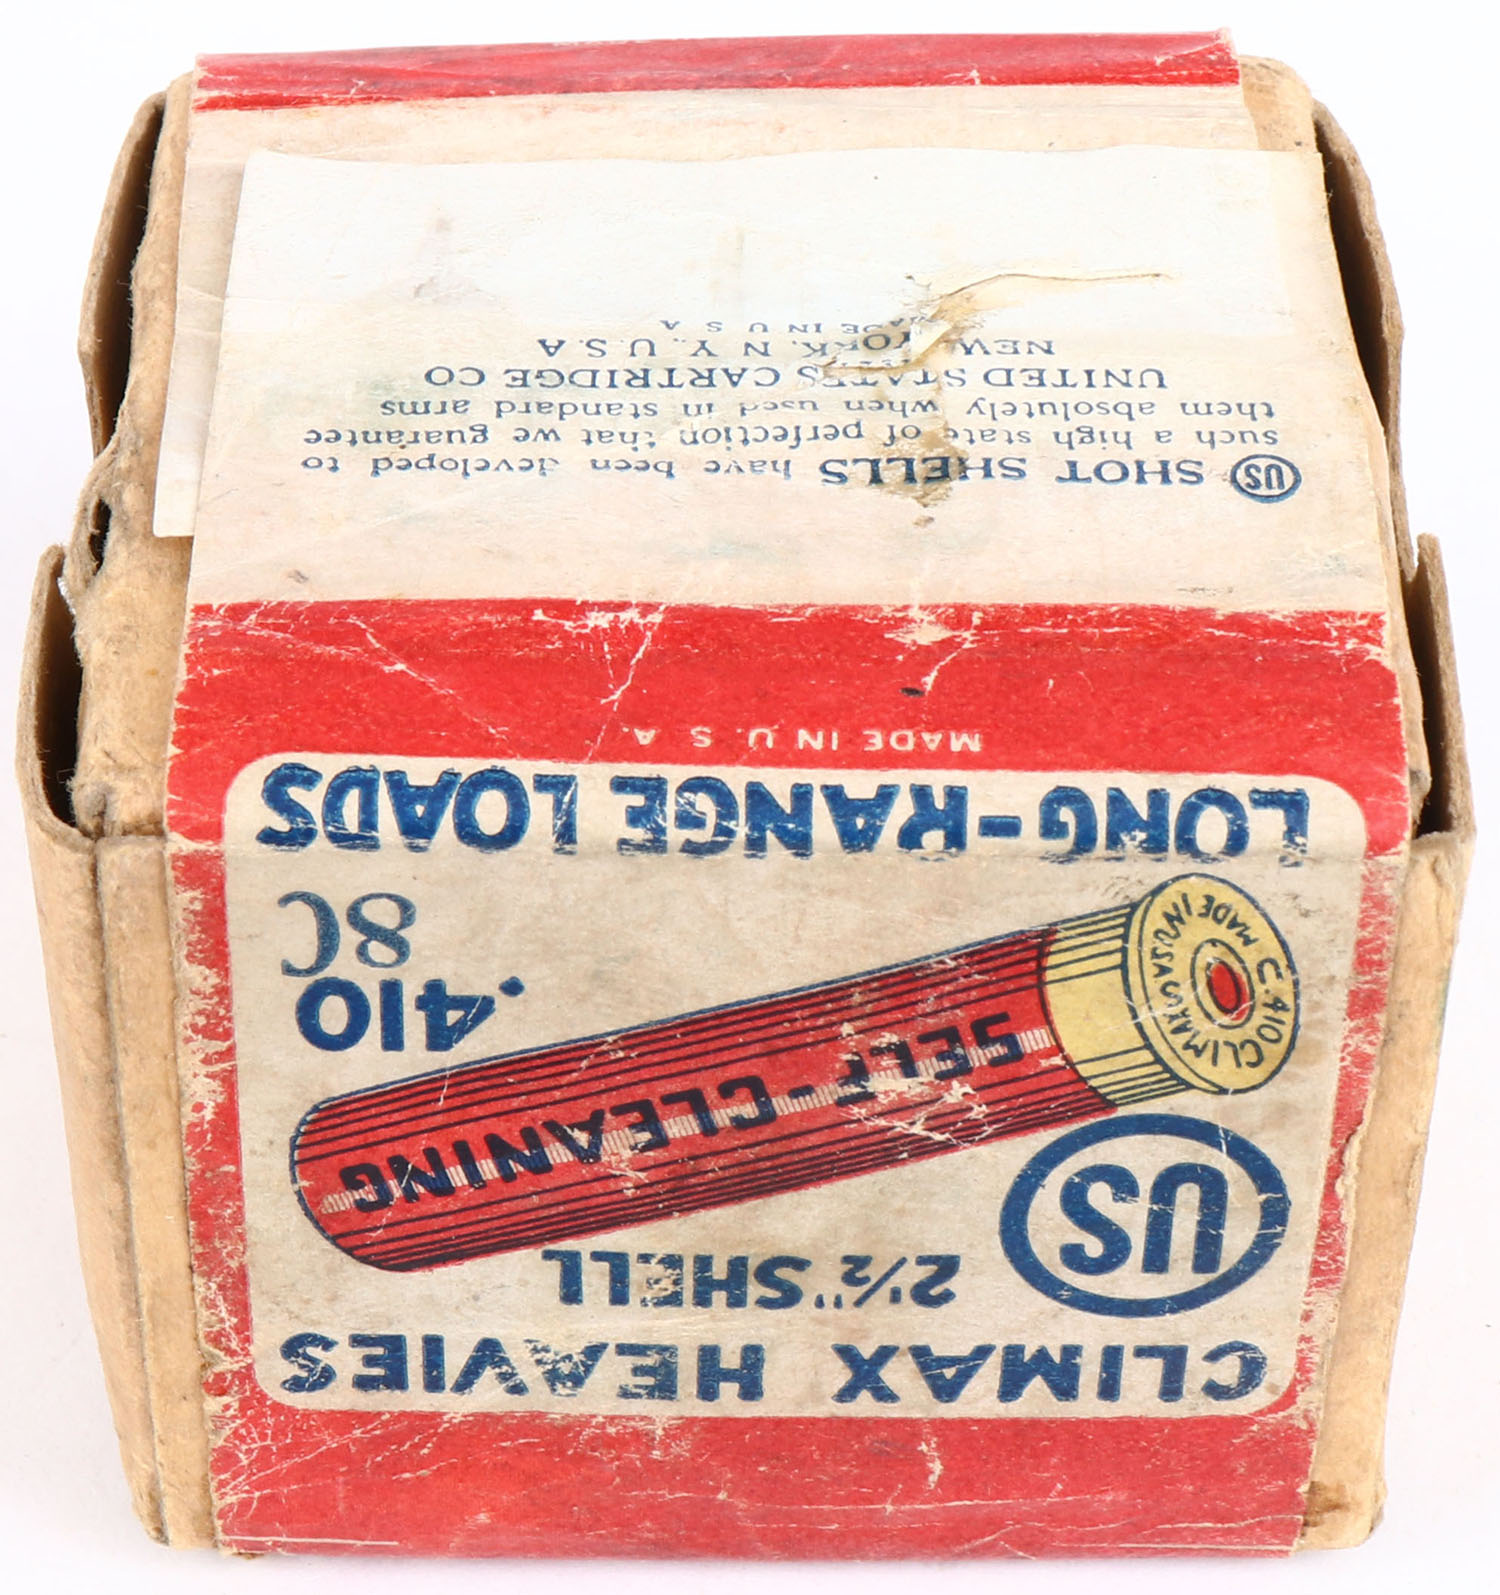 CLIMAX HEAVIES
US
2½" SHELL
SELF-CLEANING
.410 CLIMAX MADE IN U.S.A.
.410
8C
LONG-RANGE LOADS
MADE IN U.S.A.
US SHOT SHELLS have been developed to
such a high state of perfection that we guarantee
them absolutely when used in standard arms
UNITED STATES CARTRIDGE CO
NEW YORK, N.Y., U.S.A
MADE IN U S A